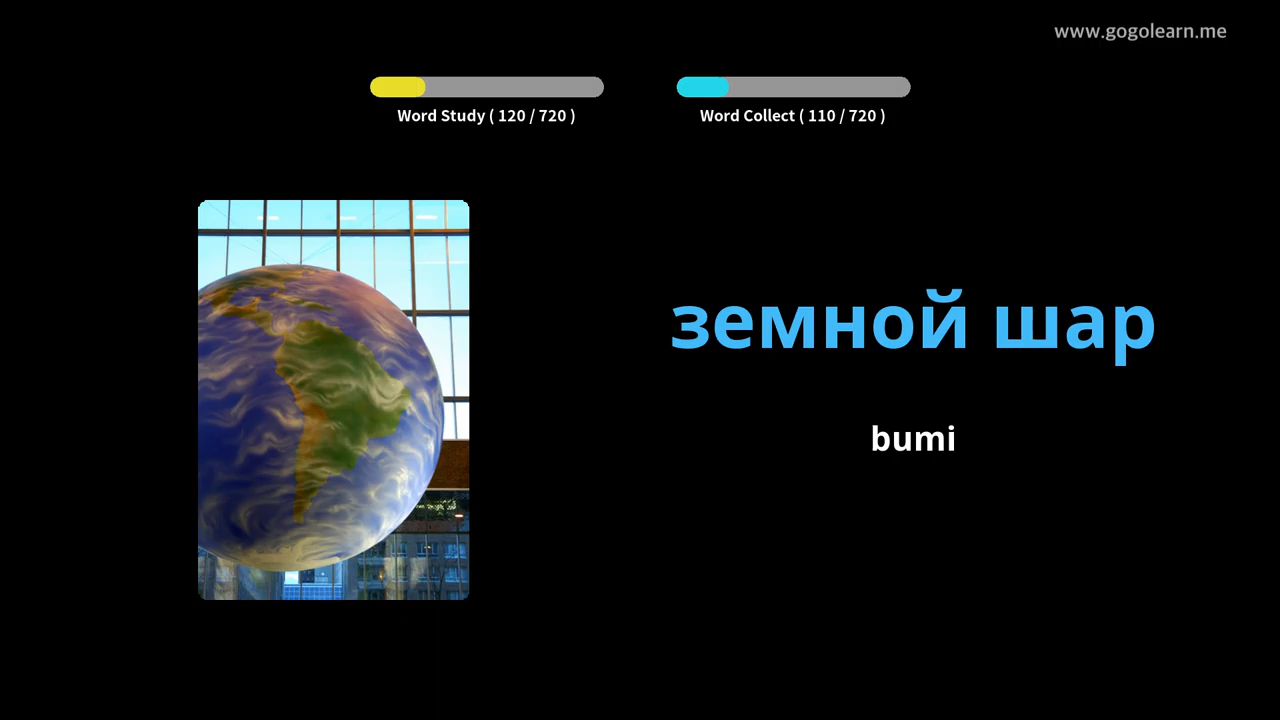 www.gogolearn.me
Word Study ( 120 / 720 )
Word Collect ( 110 / 720 )
земной шар
bumi